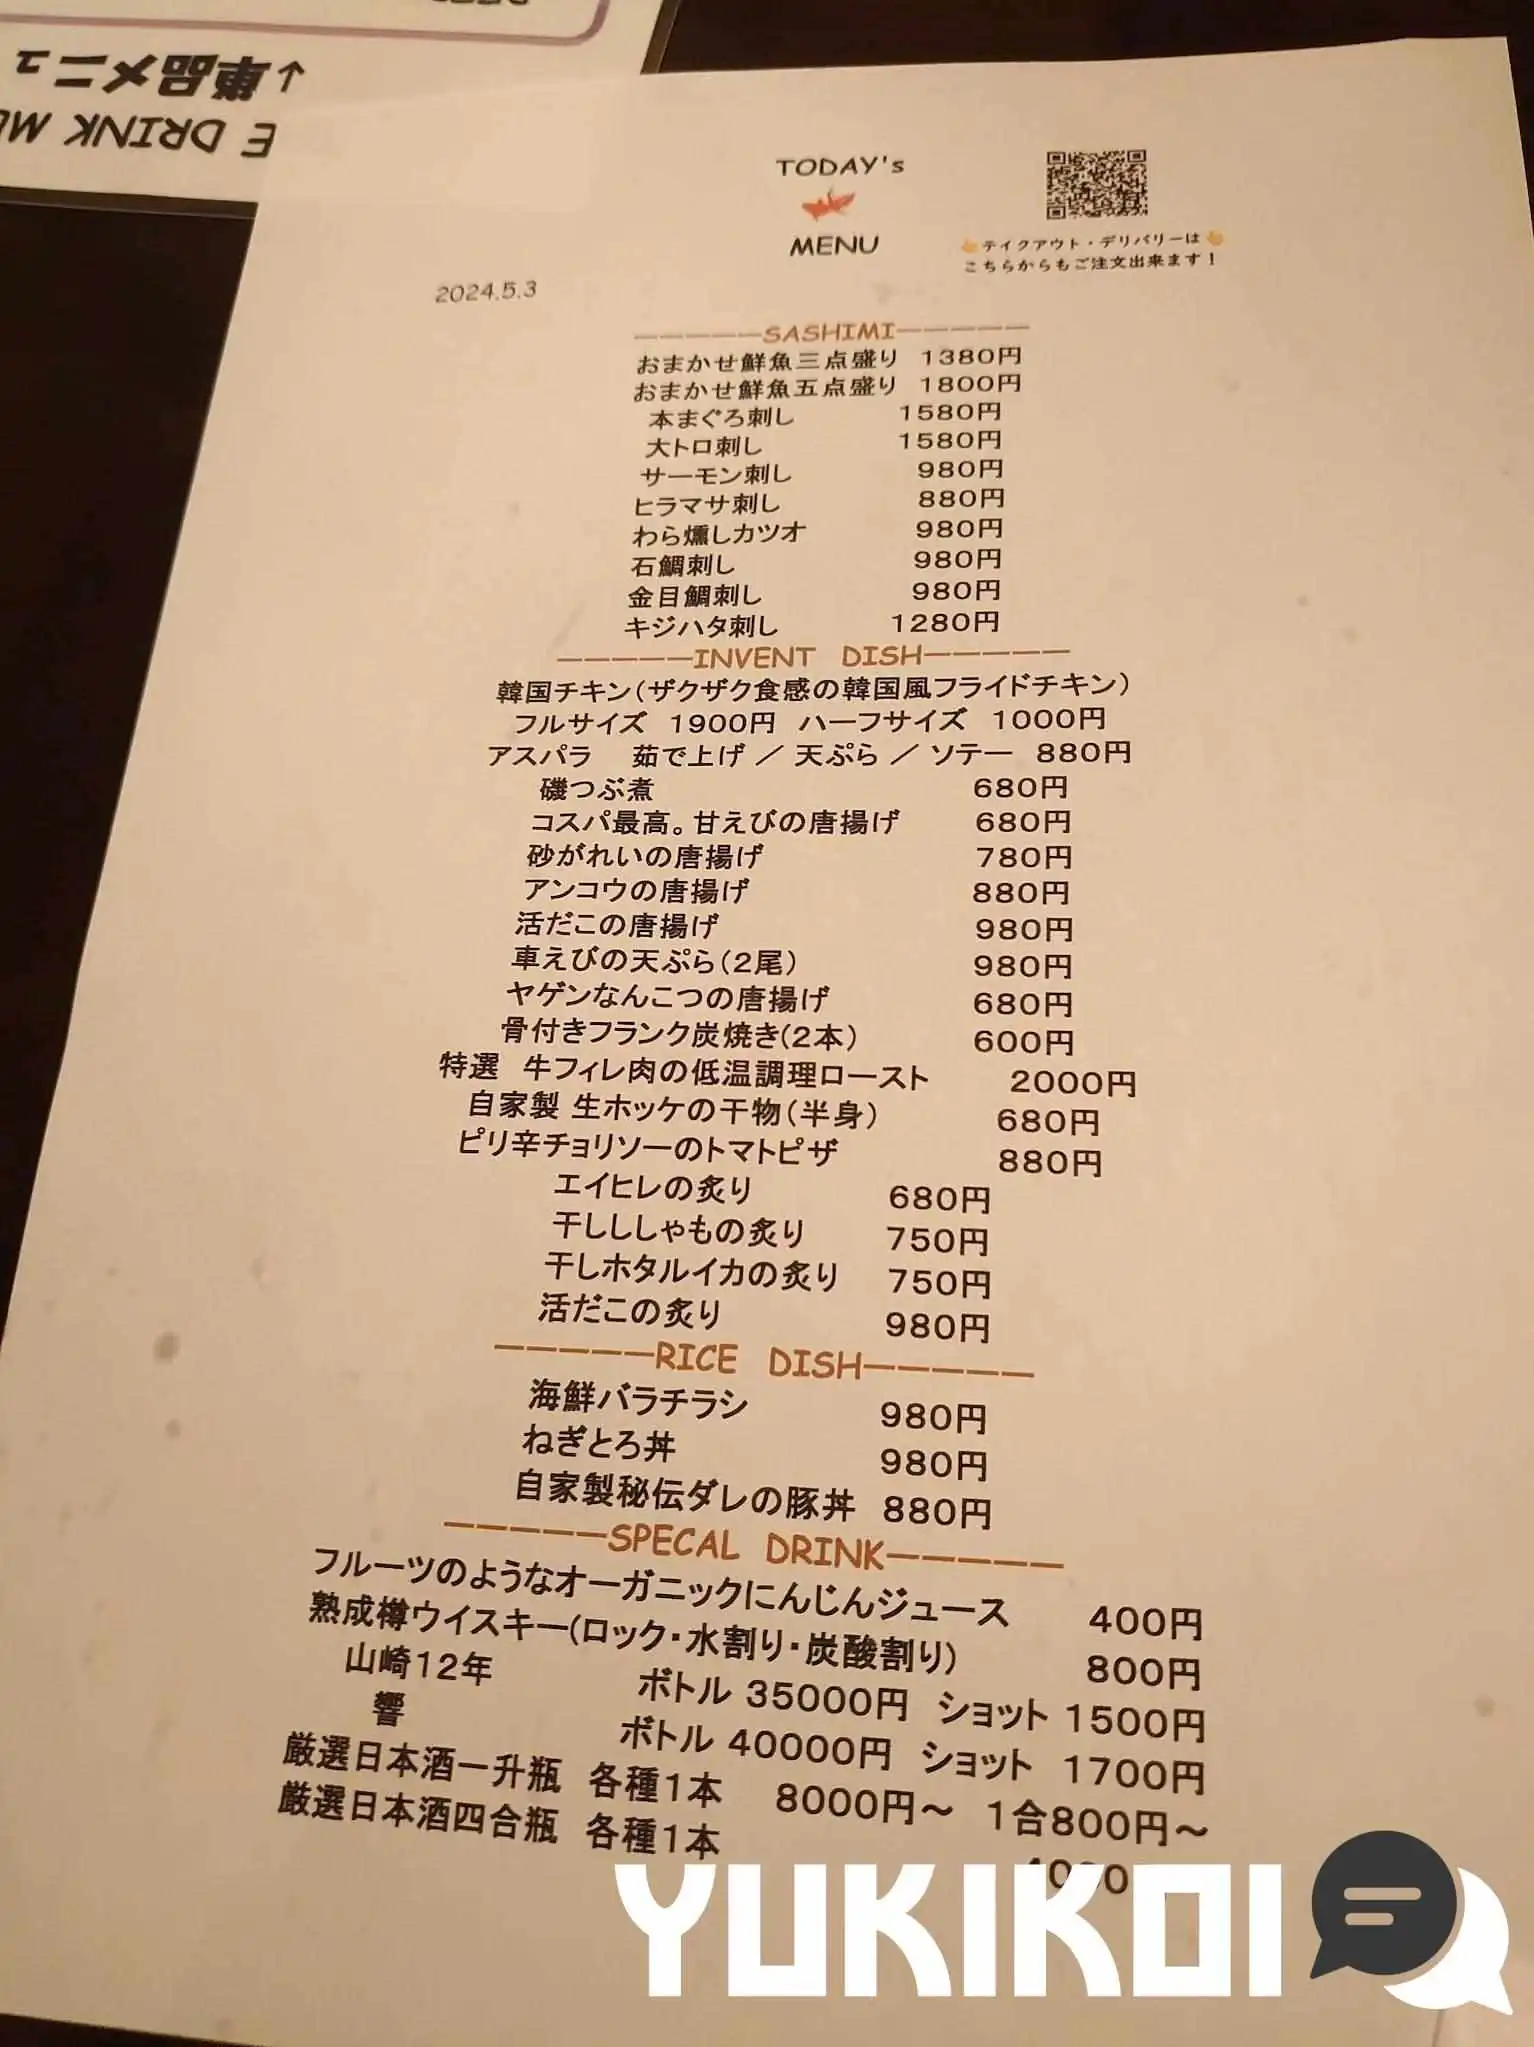 ↑単品メニュ
E DRINK ME
TODAY's
MENU
👆テイクアウト・デリバリーは👆
こちらからもご注文出来ます！
2024.5.3
－－－－－SASHIMI－－－－－
おまかせ鮮魚三点盛り 1380円
おまかせ鮮魚五点盛り 1800円
本まぐろ刺し 1580円
大トロ刺し 1580円
サーモン刺し 980円
ヒラマサ刺し 880円
わら燻しカツオ 980円
石鯛刺し 980円
金目鯛刺し 980円
キジハタ刺し 1280円
－－－－－INVENT DISH－－－－－
韓国チキン（ザクザク食感の韓国風フライドチキン）
フルサイズ 1900円 ハーフサイズ 1000円
アスパラ 茹で上げ ／ 天ぷら ／ ソテー 880円
磯つぶ煮 680円
コスパ最高。甘えびの唐揚げ 680円
砂がれいの唐揚げ 780円
アンコウの唐揚げ 880円
活だこの唐揚げ 980円
車えびの天ぷら（2尾） 980円
ヤゲンなんこつの唐揚げ 680円
骨付きフランク炭焼き(2本） 600円
特選 牛フィレ肉の低温調理ロースト 2000円
自家製 生ホッケの干物（半身） 680円
ピリ辛チョリソーのトマトピザ 880円
エイヒレの炙り 680円
干しししゃもの炙り 750円
干しホタルイカの炙り 750円
活だこの炙り 980円
－－－－－RICE DISH－－－－－
海鮮バラチラシ 980円
ねぎとろ丼 980円
自家製秘伝ダレの豚丼 880円
－－－－－SPECAL DRINK－－－－－
フルーツのようなオーガニックにんじんジュース 400円
熟成樽ウイスキー(ロック・水割り・炭酸割り) 800円
山崎12年 ボトル 35000円 ショット 1500円
響 ボトル 40000円 ショット 1700円
厳選日本酒一升瓶 各種1本 8000円～ 1合800円～
厳選日本酒四合瓶 各種1本
YUKIKOI